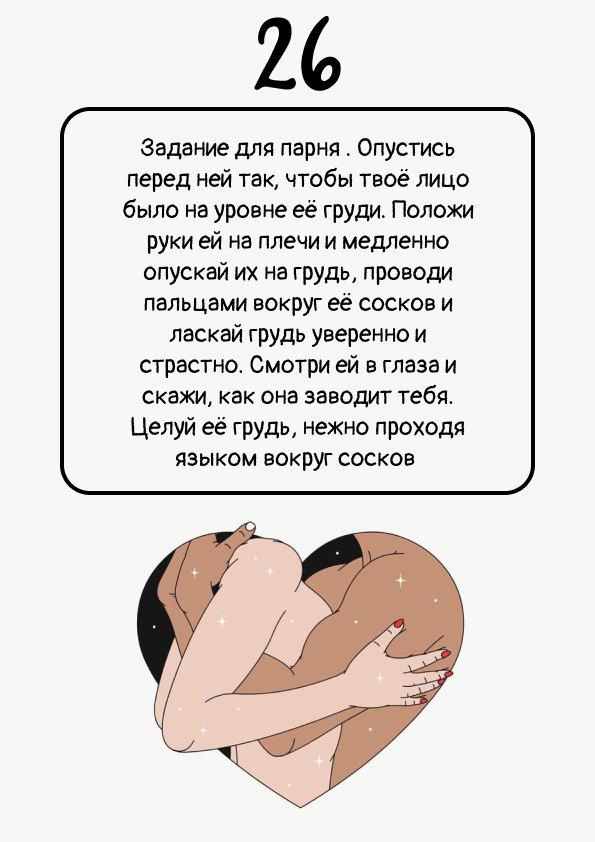 26
Задание для парня . Опустись
перед ней так, чтобы твоё лицо
было на уровне её груди. Положи
руки ей на плечи и медленно
опускай их на грудь, проводи
пальцами вокруг её сосков и
ласкай грудь уверенно и
страстно. Смотри ей в глаза и
скажи, как она заводит тебя.
Целуй её грудь, нежно проходя
языком вокруг сосков